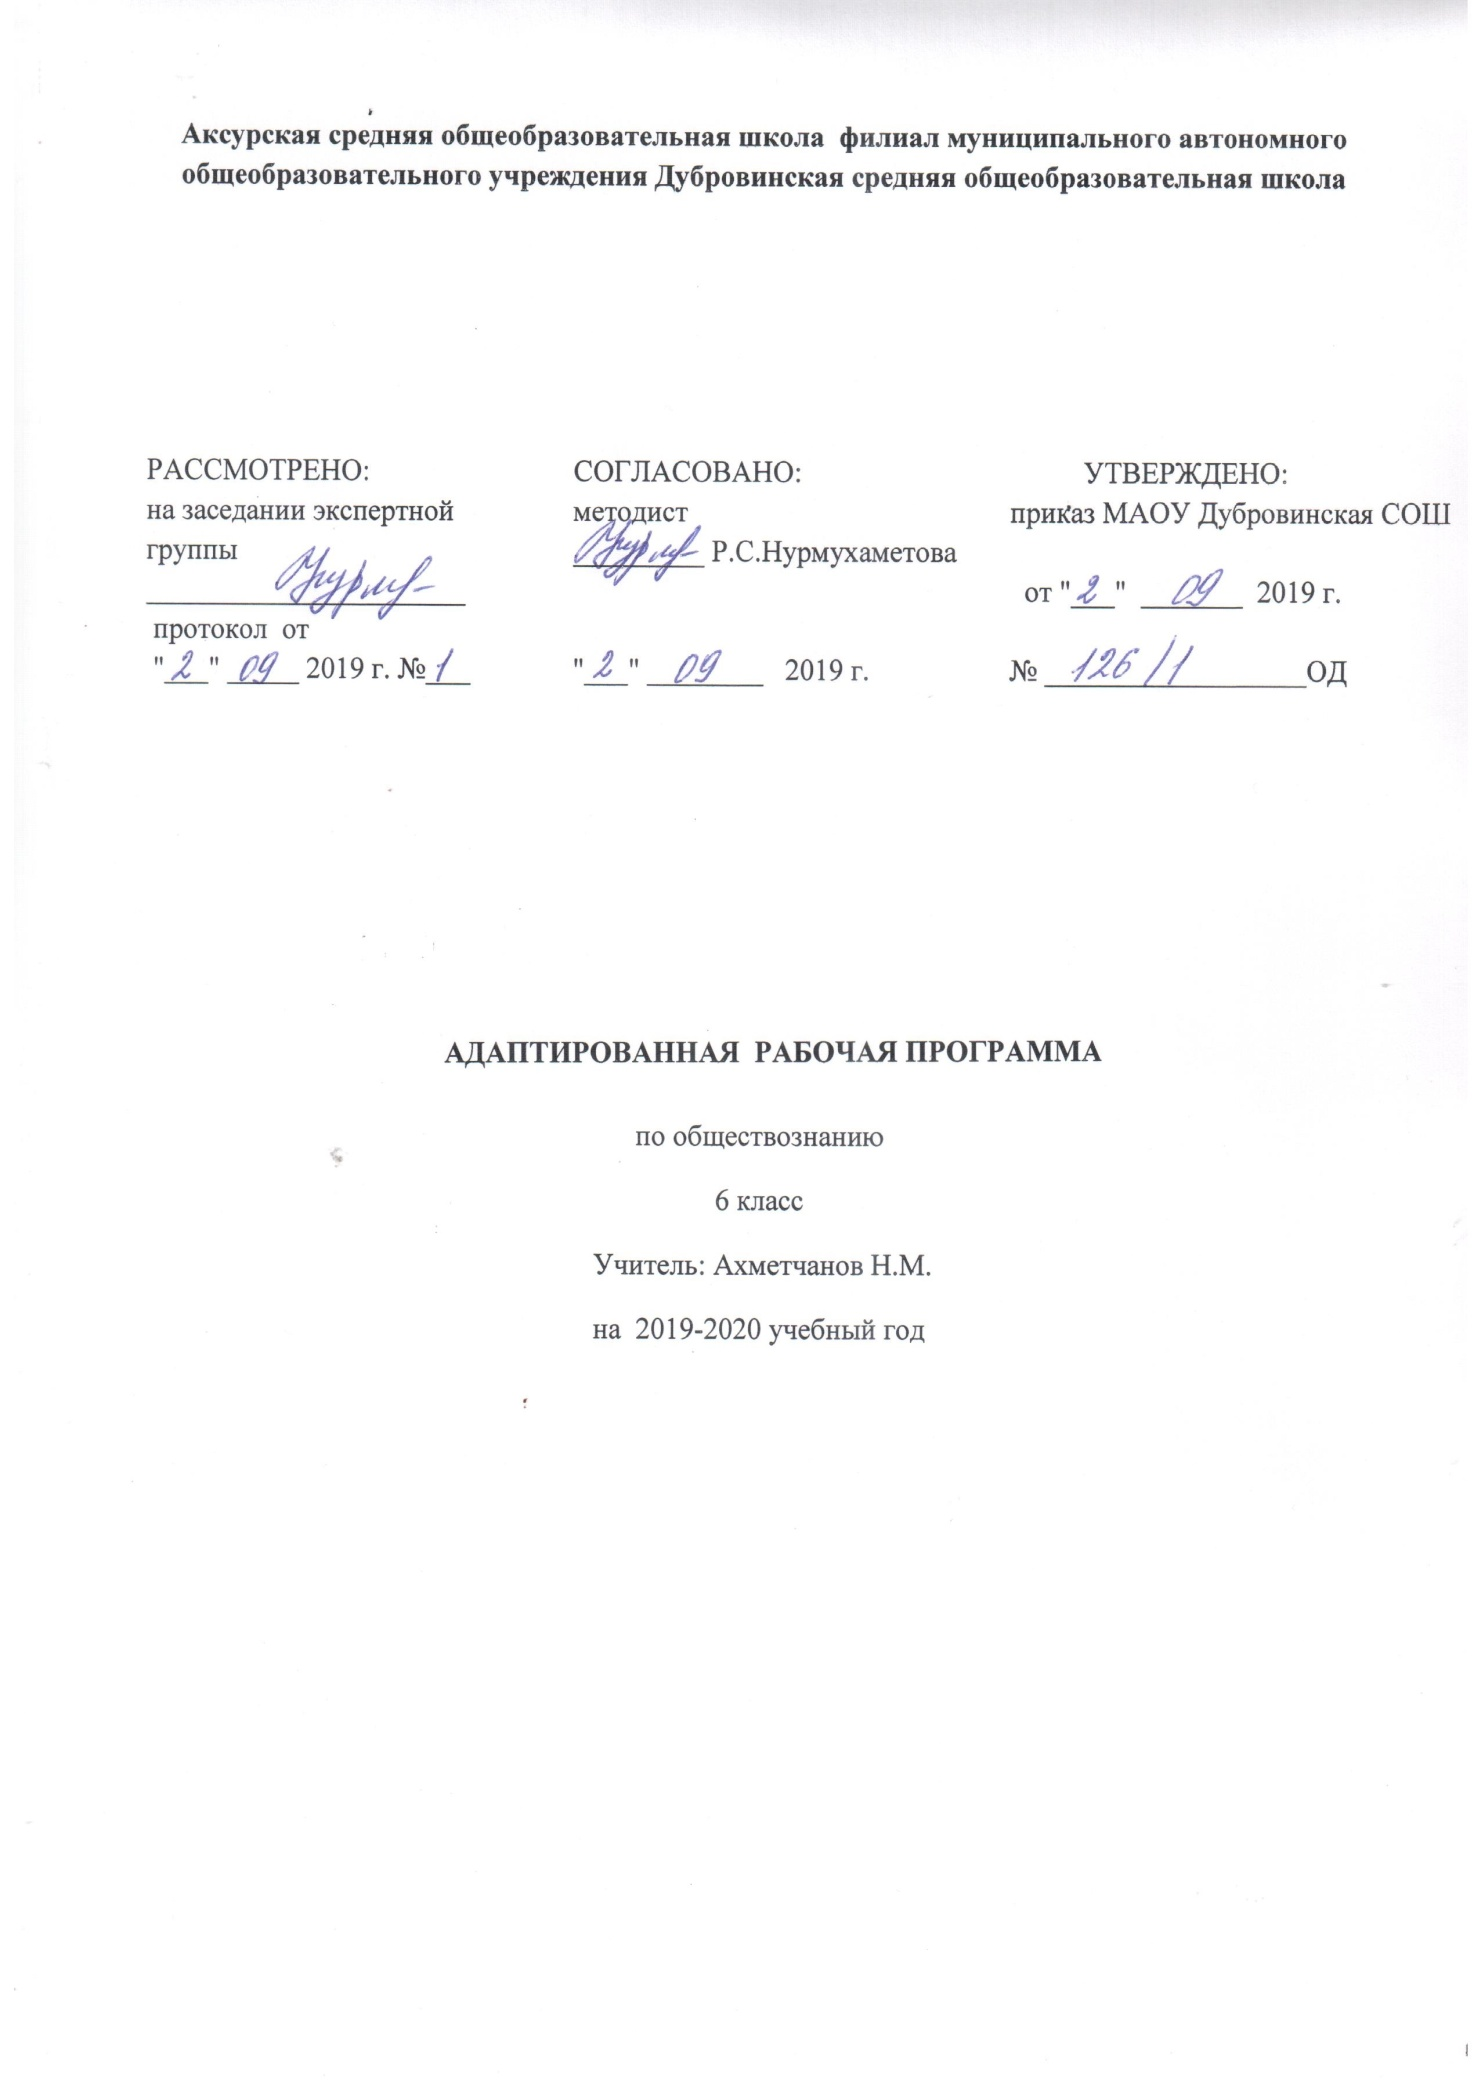 Аксурская средняя общеобразовательная школа филиал муниципального автономного
общеобразовательного учреждения Дубровинская средняя общеобразовательная школа
РАССМОТРЕНО:
на заседании экспертной
группы
протокол от
"2" 09 2019 г. №1
СОГЛАСОВАНО:
методист
Р.С.Нурмухаметова
"2" 09 2019 г.
УТВЕРЖДЕНО:
приказ МАОУ Дубровинская СОШ
от "2" 09 2019 г.
№ 126/1 ОД
АДАПТИРОВАННАЯ РАБОЧАЯ ПРОГРАММА
по обществознанию
6 класс
Учитель: Ахметчанов Н.М.
на 2019-2020 учебный год